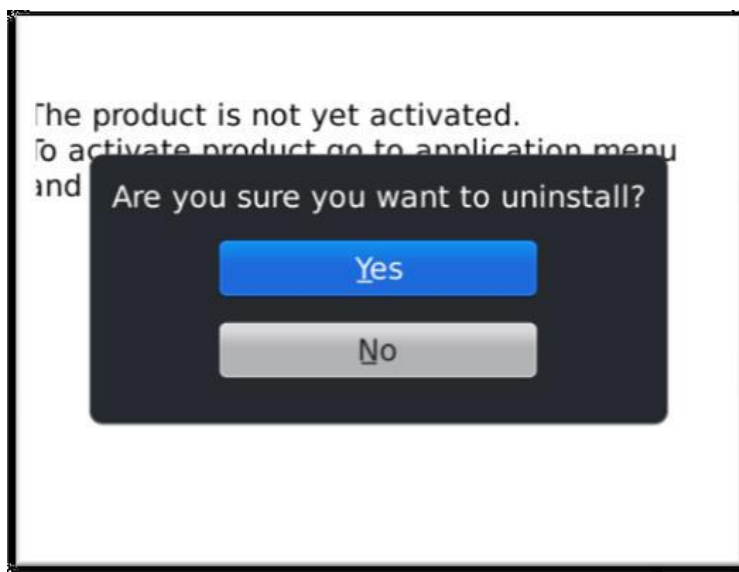 The product is not yet activated.
To activate product go to application menu
and
Are you sure you want to uninstall?
Yes
No